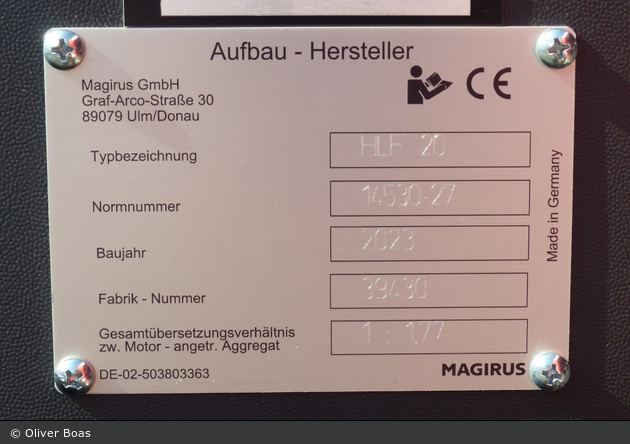 Aufbau - Hersteller
Magirus GmbH
Graf-Arco-Straße 30
89079 Ulm/Donau
CE
Typbezeichnung HLF 20
Normnummer 14530-27
Baujahr 2023
Fabrik - Nummer 39430
Gesamtübersetzungsverhältnis
zw. Motor - angetr. Aggregat 1 : 1,77
DE-02-503803363
MAGIRUS
Made in Germany
© Oliver Boas